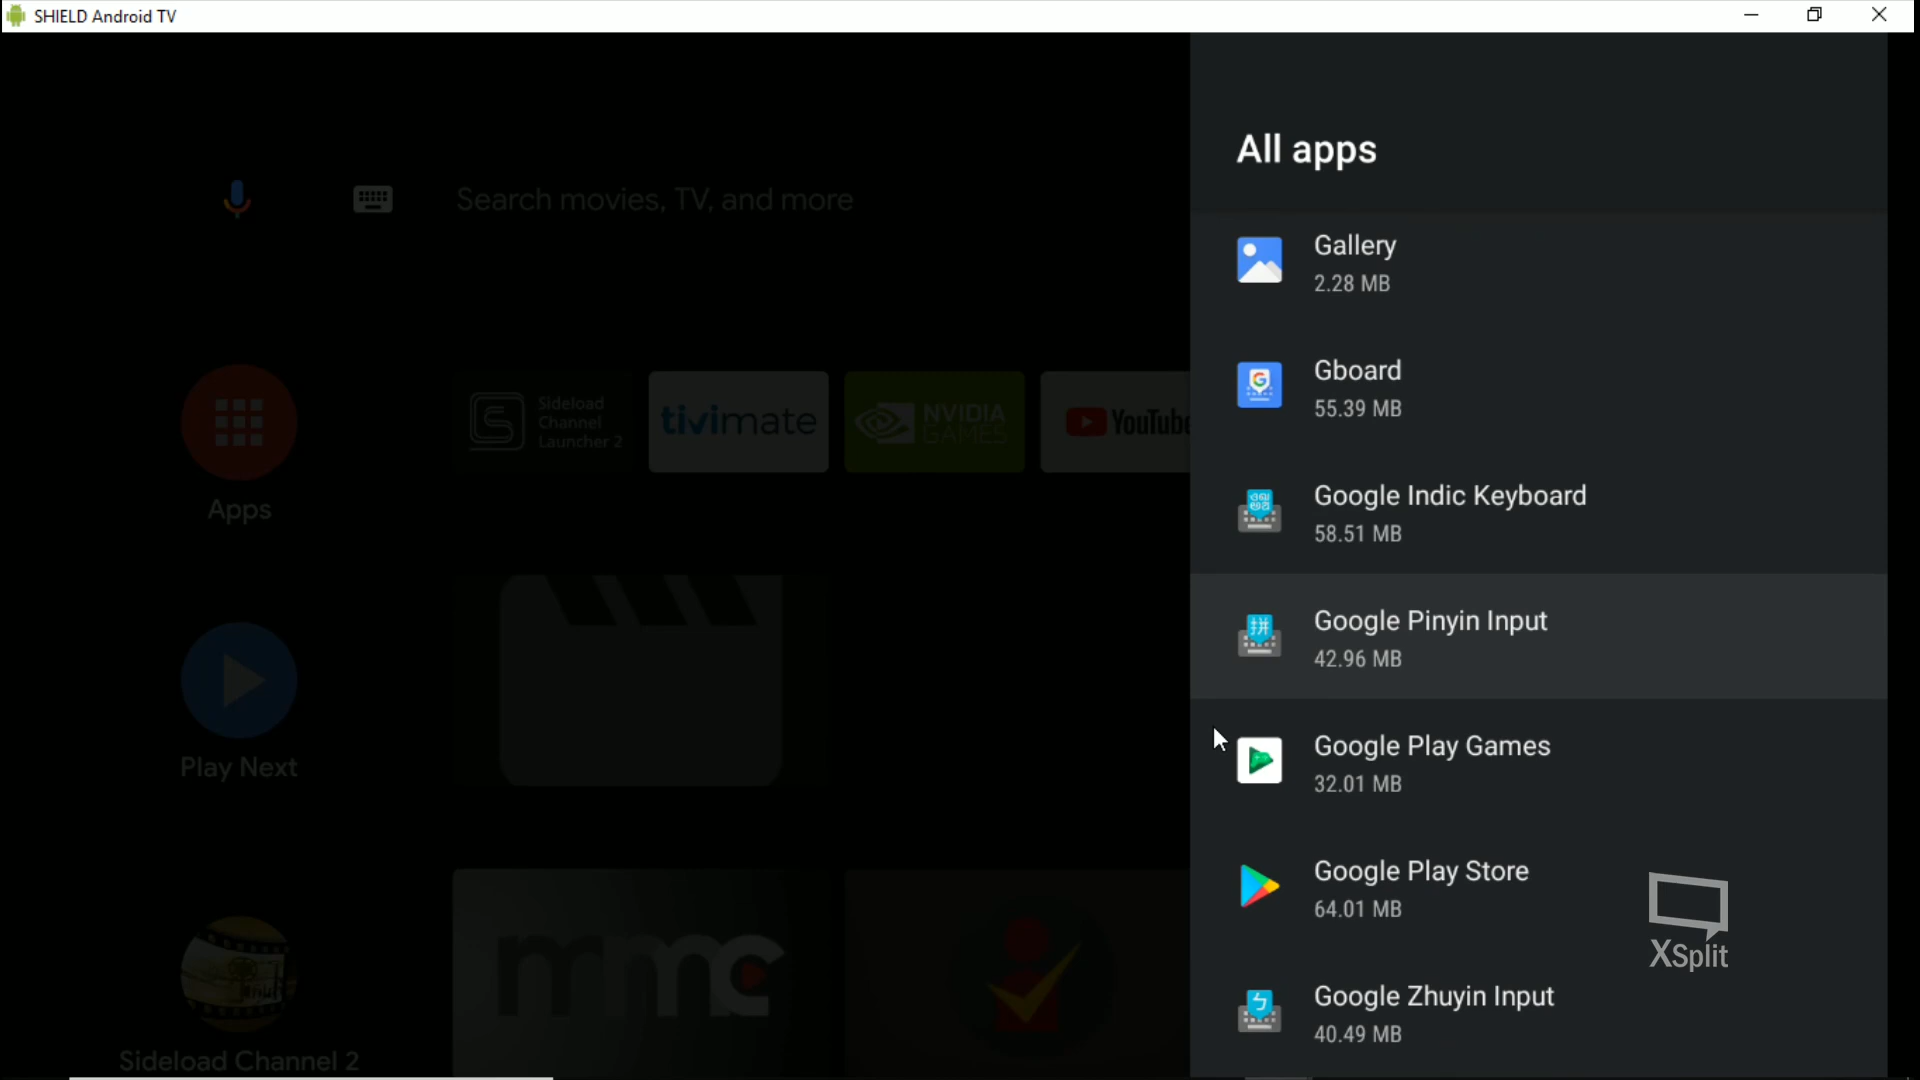 SHIELD Android TV
All apps
Search movies, TV, and more
Gallery
2.28 MB
Gboard
55.39 MB
Sideload
Channel
Launcher 2
tivimate
NVIDIA
GAMES
YouTube
Apps
Google Indic Keyboard
58.51 MB
Google Pinyin Input
42.96 MB
Play Next
Google Play Games
32.01 MB
Google Play Store
64.01 MB
XSplit
mmc
Sideload Channel 2
Google Zhuyin Input
40.49 MB